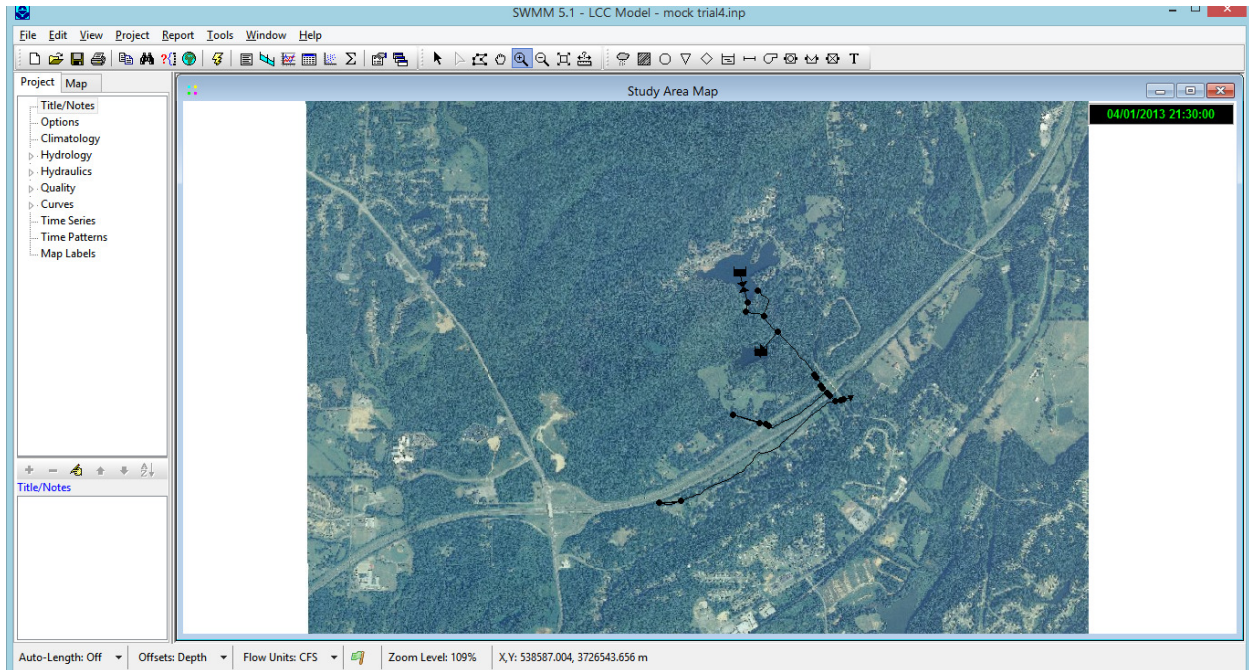 SWMM 5.1 - LCC Model - mock trial4.inp
File Edit View Project Report Tools Window Help
Project Map
Study Area Map
04/01/2013 21:30:00
Title/Notes
Options
Climatology
Hydrology
Hydraulics
Quality
Curves
Time Series
Time Patterns
Map Labels
Title/Notes
Auto-Length: Off Offsets: Depth Flow Units: CFS Zoom Level: 109% X,Y: 538587.004, 3726543.656 m